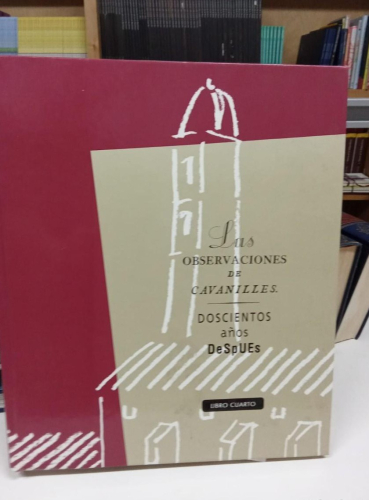 Las
OBSERVACIONES
DE
CAVANILLES.
DOSCIENTOS
años
DeSpUEs
LIBRO CUARTO